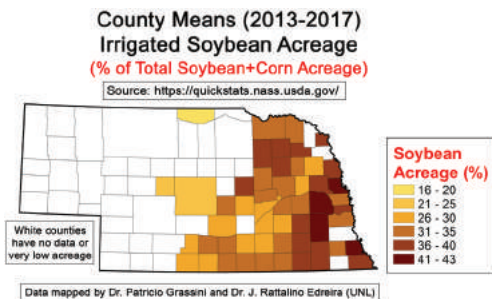 County Means (2013-2017)
Irrigated Soybean Acreage
(% of Total Soybean+Corn Acreage)
Source: https://quickstats.nass.usda.gov/
Soybean
Acreage (%)
16 - 20
21 - 25
26 - 30
31 - 35
36 - 40
41 - 43
White counties
have no data or
very low acreage
Data mapped by Dr. Patricio Grassini and Dr. J. Rattalino Edreira (UNL)